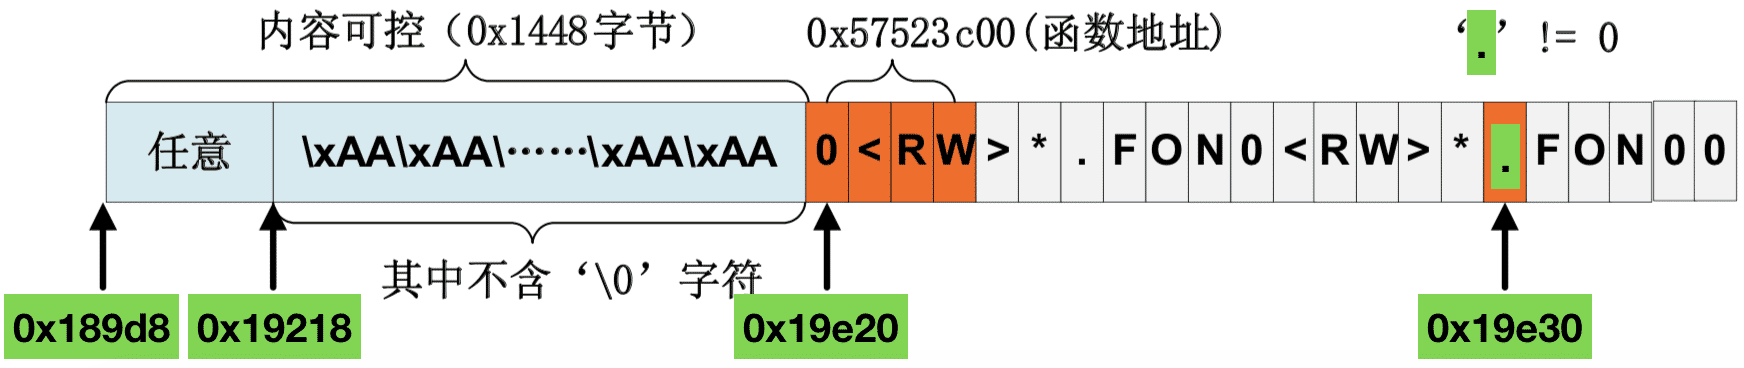 内容可控（0x1448字节） 0x57523c00(函数地址) ‘.’ != 0
任意 \xAA\xAA\……\xAA\xAA 0 < R W > * . F O N 0 < R W > * . F O N 0 0
其中不含‘\0’字符
0x189d8 0x19218 0x19e20 0x19e30